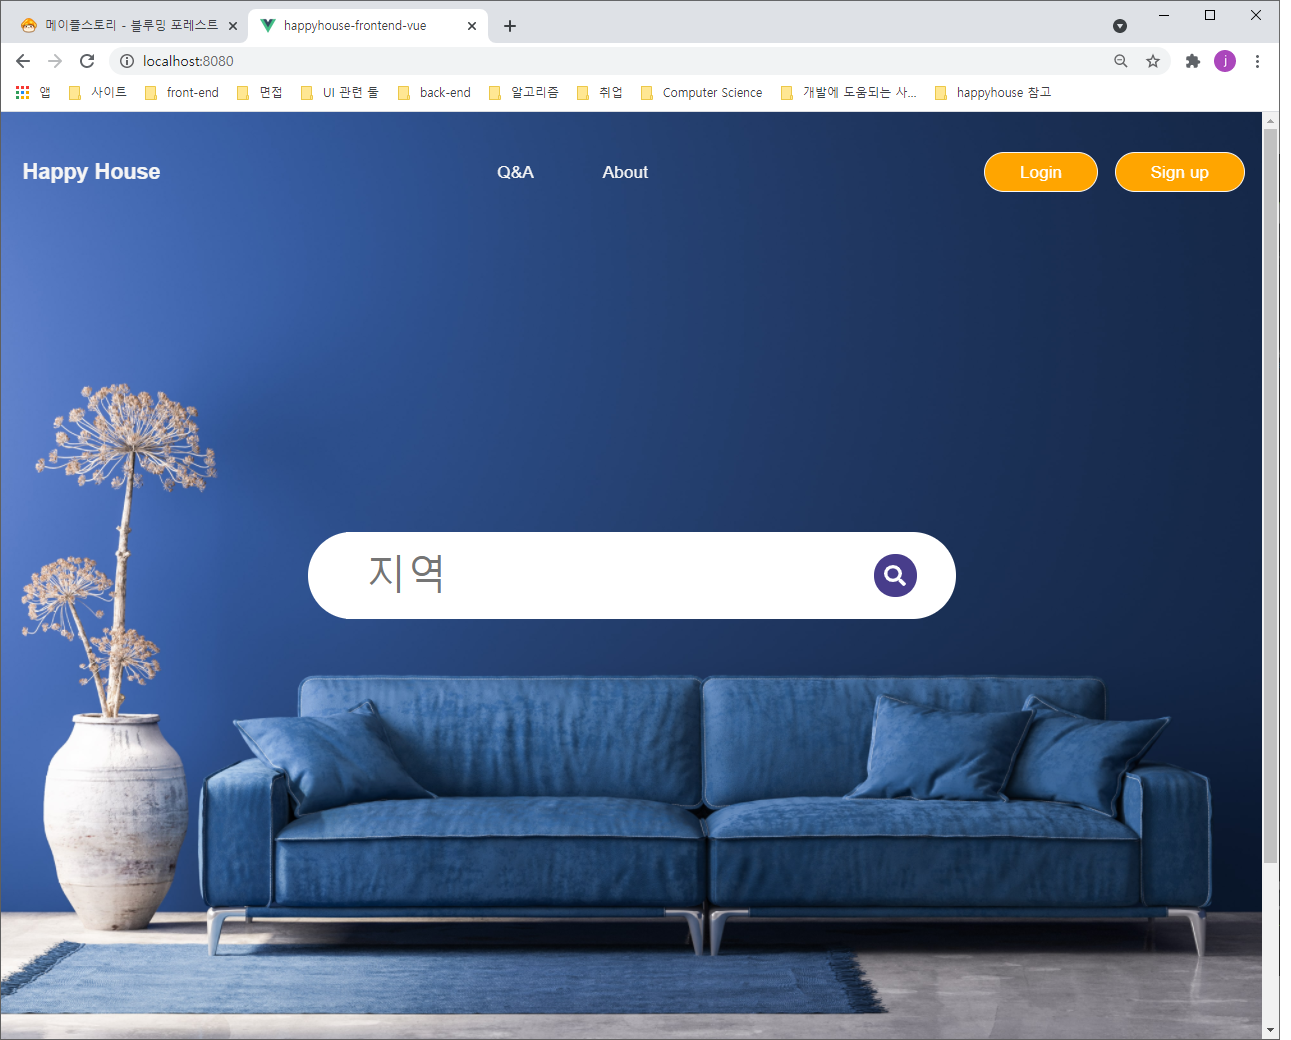 메이플스토리 - 블루밍 포레스트
happyhouse-frontend-vue
localhost:8080
j
앱 사이트 front-end 면접 UI 관련 툴 back-end 알고리즘 취업 Computer Science 개발에 도움되는 사... happyhouse 참고
Happy House Q&A About Login Sign up
지역